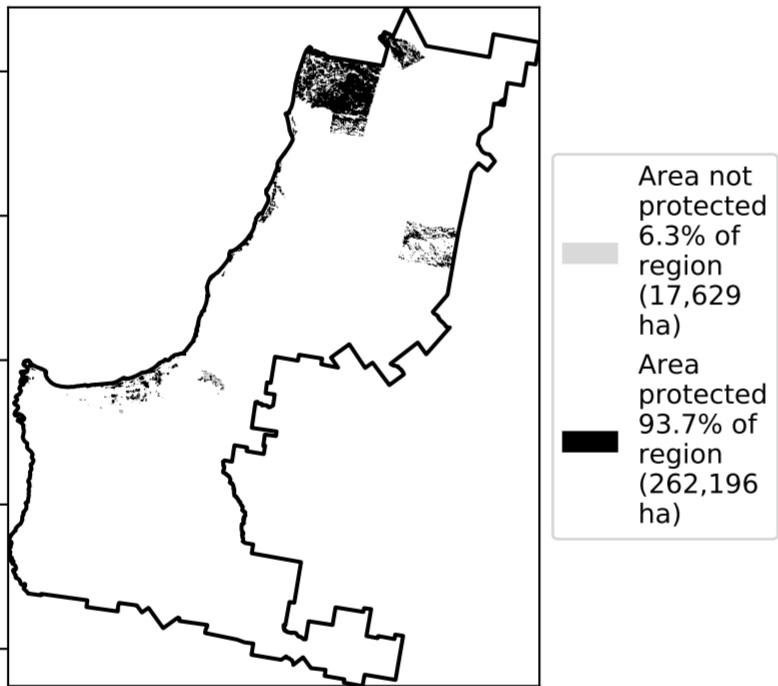 Area not
protected
6.3% of
region
(17,629
ha)
Area
protected
93.7% of
region
(262,196
ha)